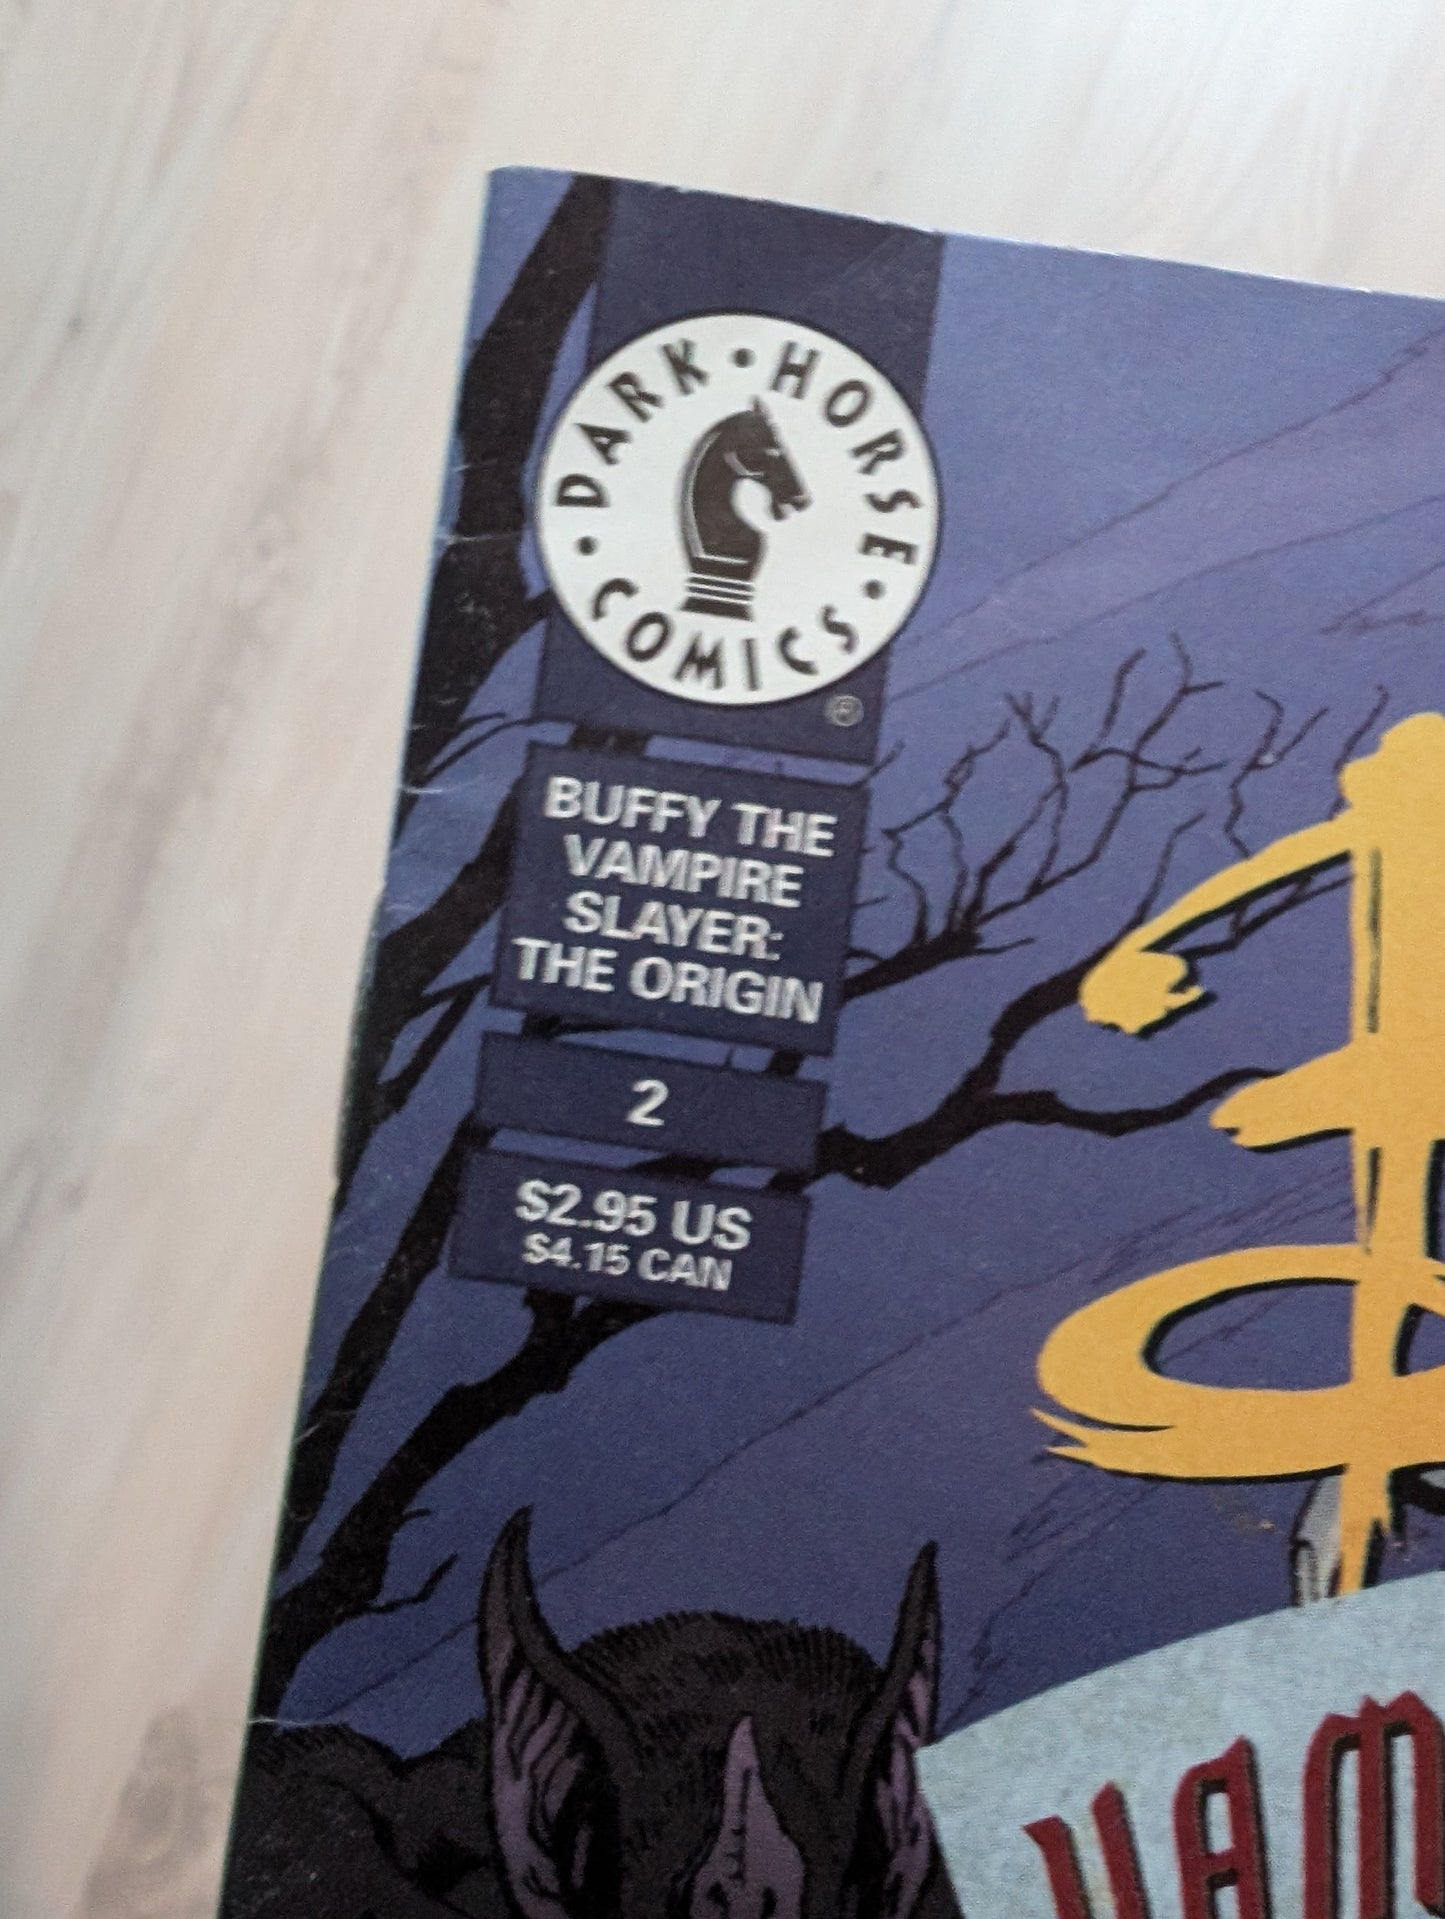 DARK • HORSE • COMICS •
®
BUFFY THE
VAMPIRE
SLAYER:
THE ORIGIN
2
$2.95 US
$4.15 CAN